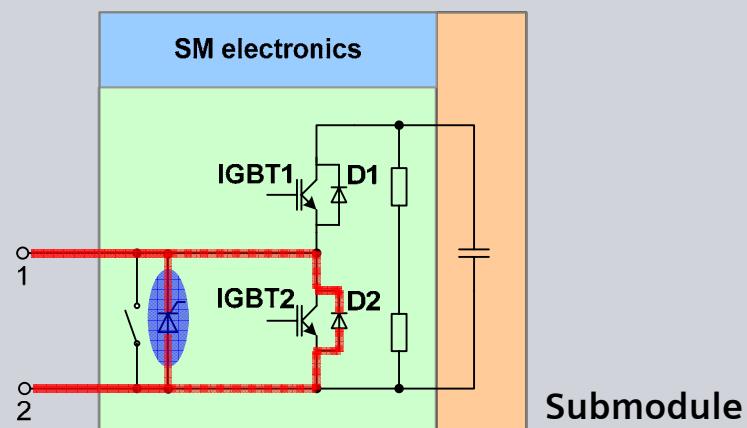 SM electronics
IGBT1 D1
1
IGBT2 D2
2
Submodule